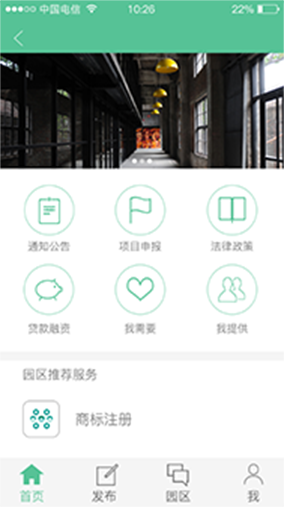 中国电信 10:26 22%
通知公告 项目申报 法律政策
贷款融资 我需要 我提供
园区推荐服务
商标注册
首页 发布 园区 我